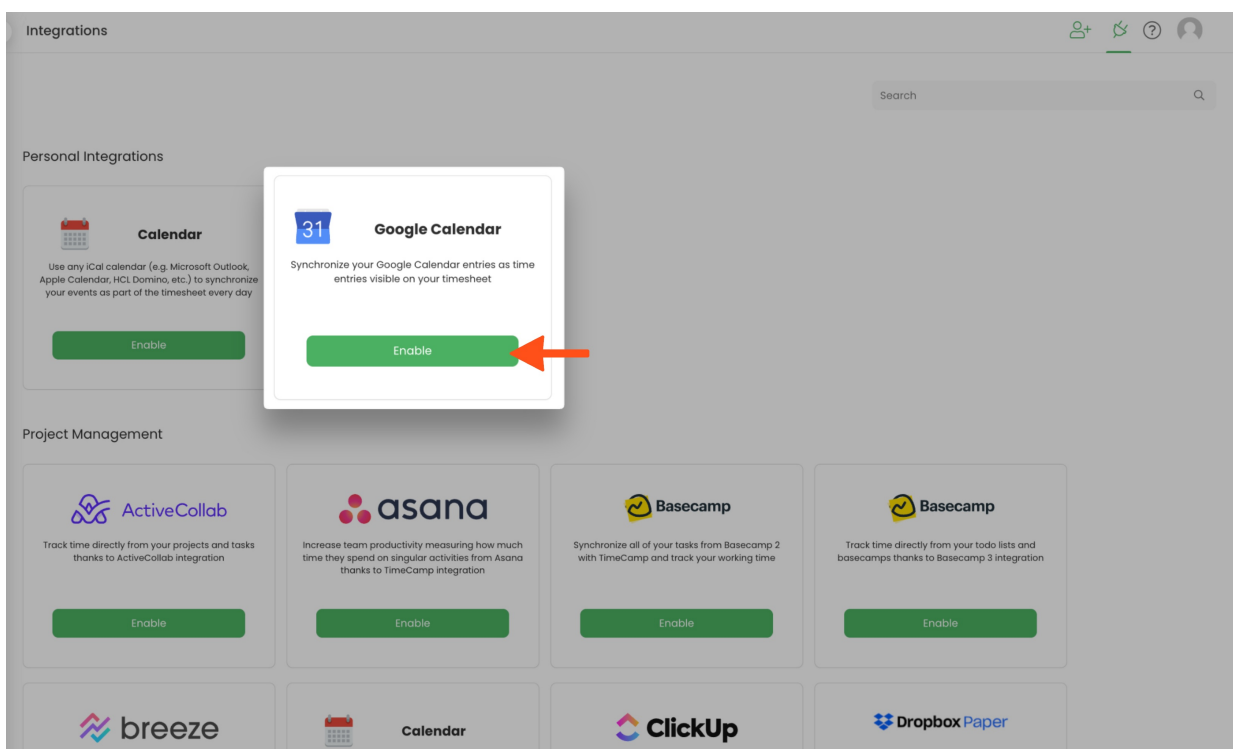 Integrations
Search
Personal Integrations
Calendar
Use any iCal calendar (e.g. Microsoft Outlook,
Apple Calendar, HCL Domino, etc.) to synchronize
your events as part of the timesheet every day
Enable
31
Google Calendar
Synchronize your Google Calendar entries as time
entries visible on your timesheet
Enable
Project Management
ActiveCollab
Track time directly from your projects and tasks
thanks to ActiveCollab integration
Enable
asana
Increase team productivity measuring how much
time they spend on singular activities from Asana
thanks to TimeCamp integration
Enable
Basecamp
Synchronize all of your tasks from Basecamp 2
with TimeCamp and track your working time
Enable
Basecamp
Track time directly from your todo lists and
basecamps thanks to Basecamp 3 integration
Enable
breeze
Calendar
ClickUp
Dropbox Paper